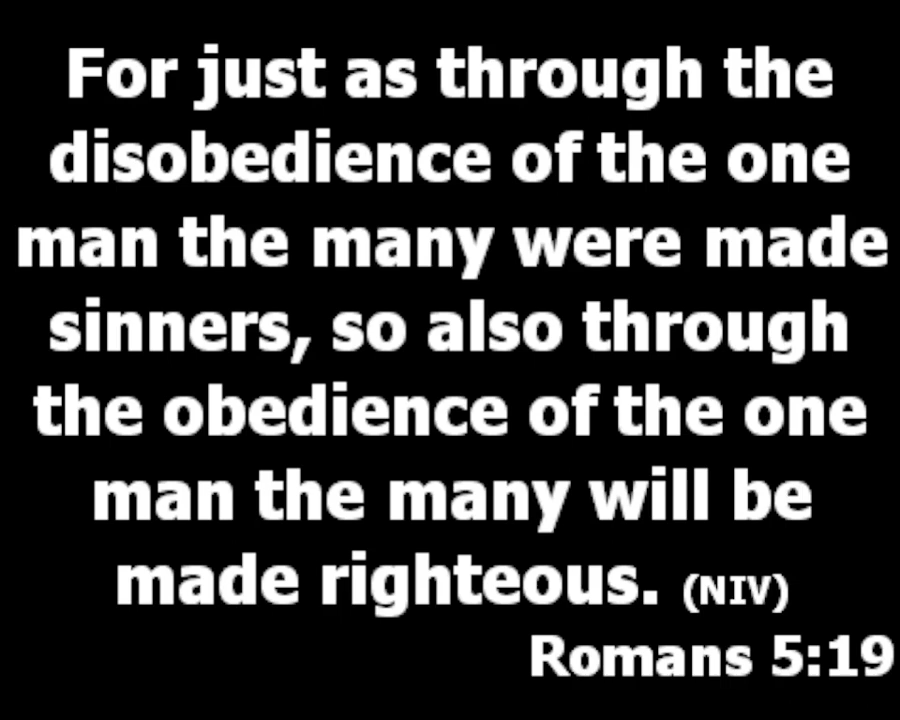 For just as through the
disobedience of the one
man the many were made
sinners, so also through
the obedience of the one
man the many will be
made righteous. (NIV)
Romans 5:19